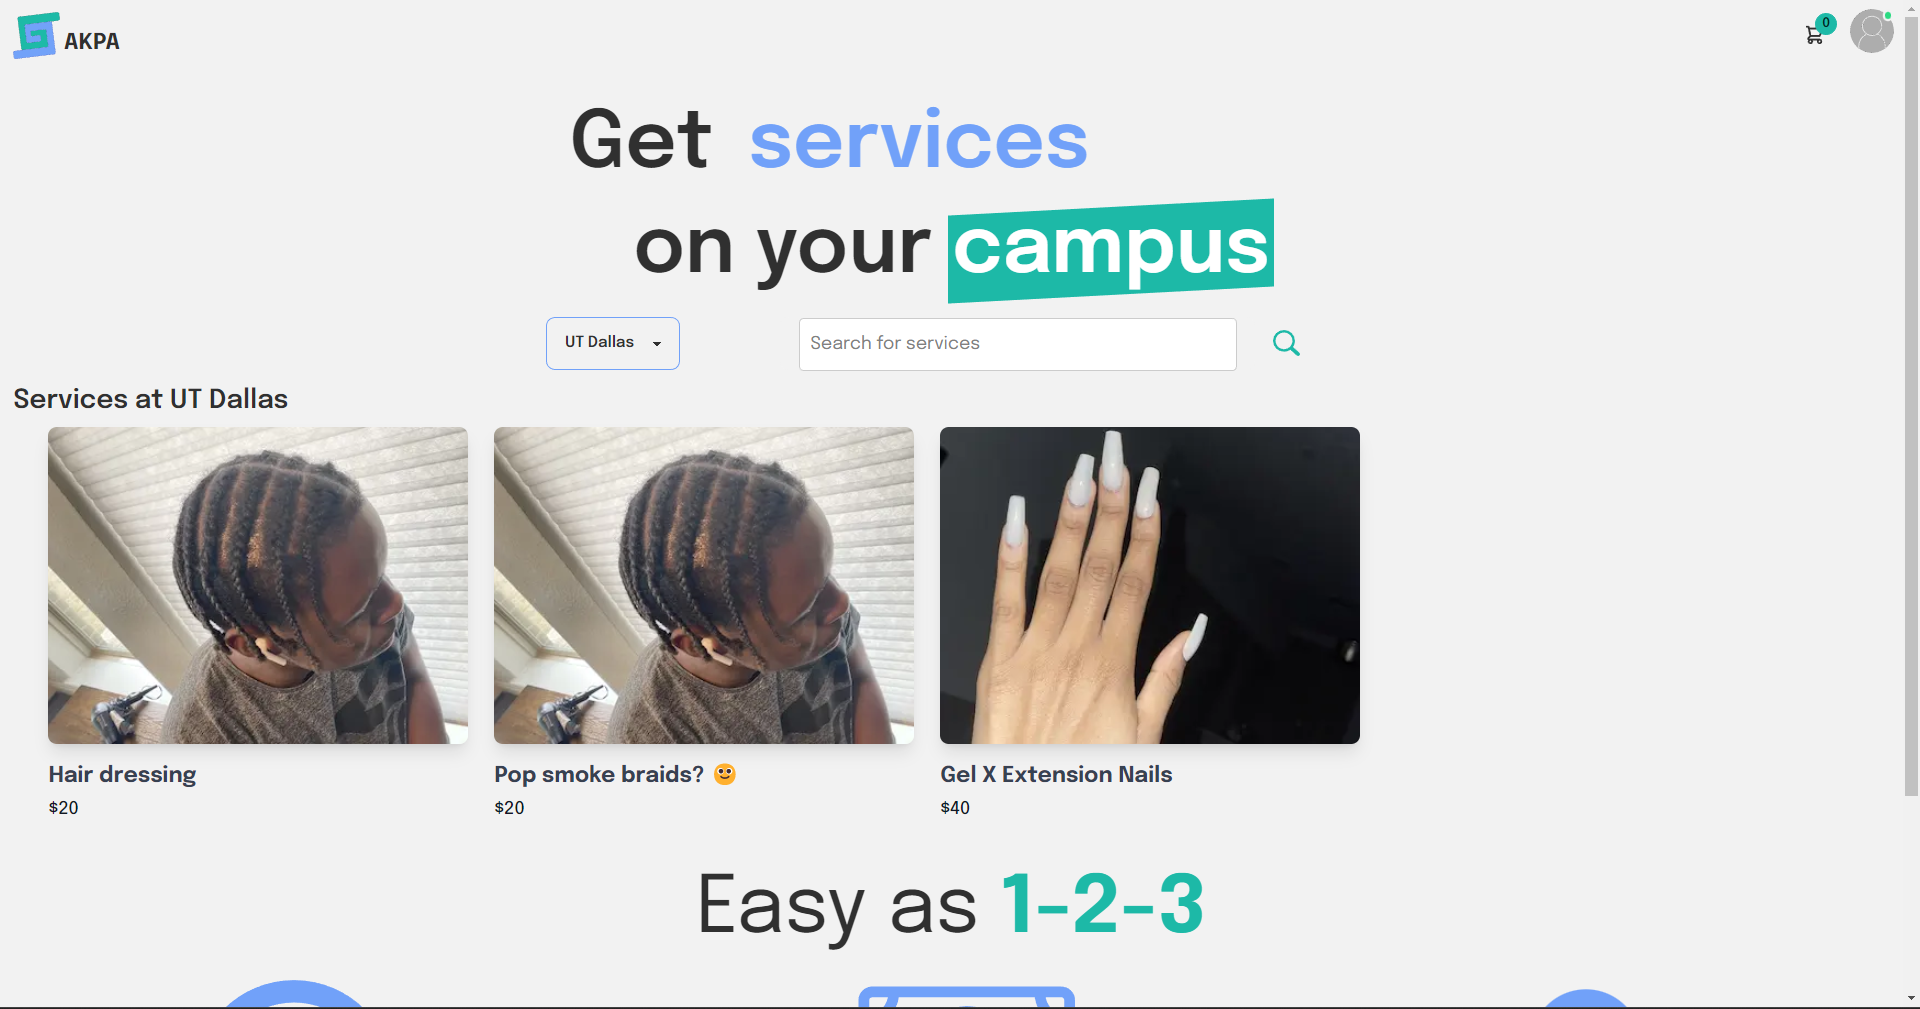 AKPA
0
Get services
on your campus
UT Dallas
Search for services
Services at UT Dallas
Hair dressing
$20
Pop smoke braids? 🙂
$20
Gel X Extension Nails
$40
Easy as 1-2-3